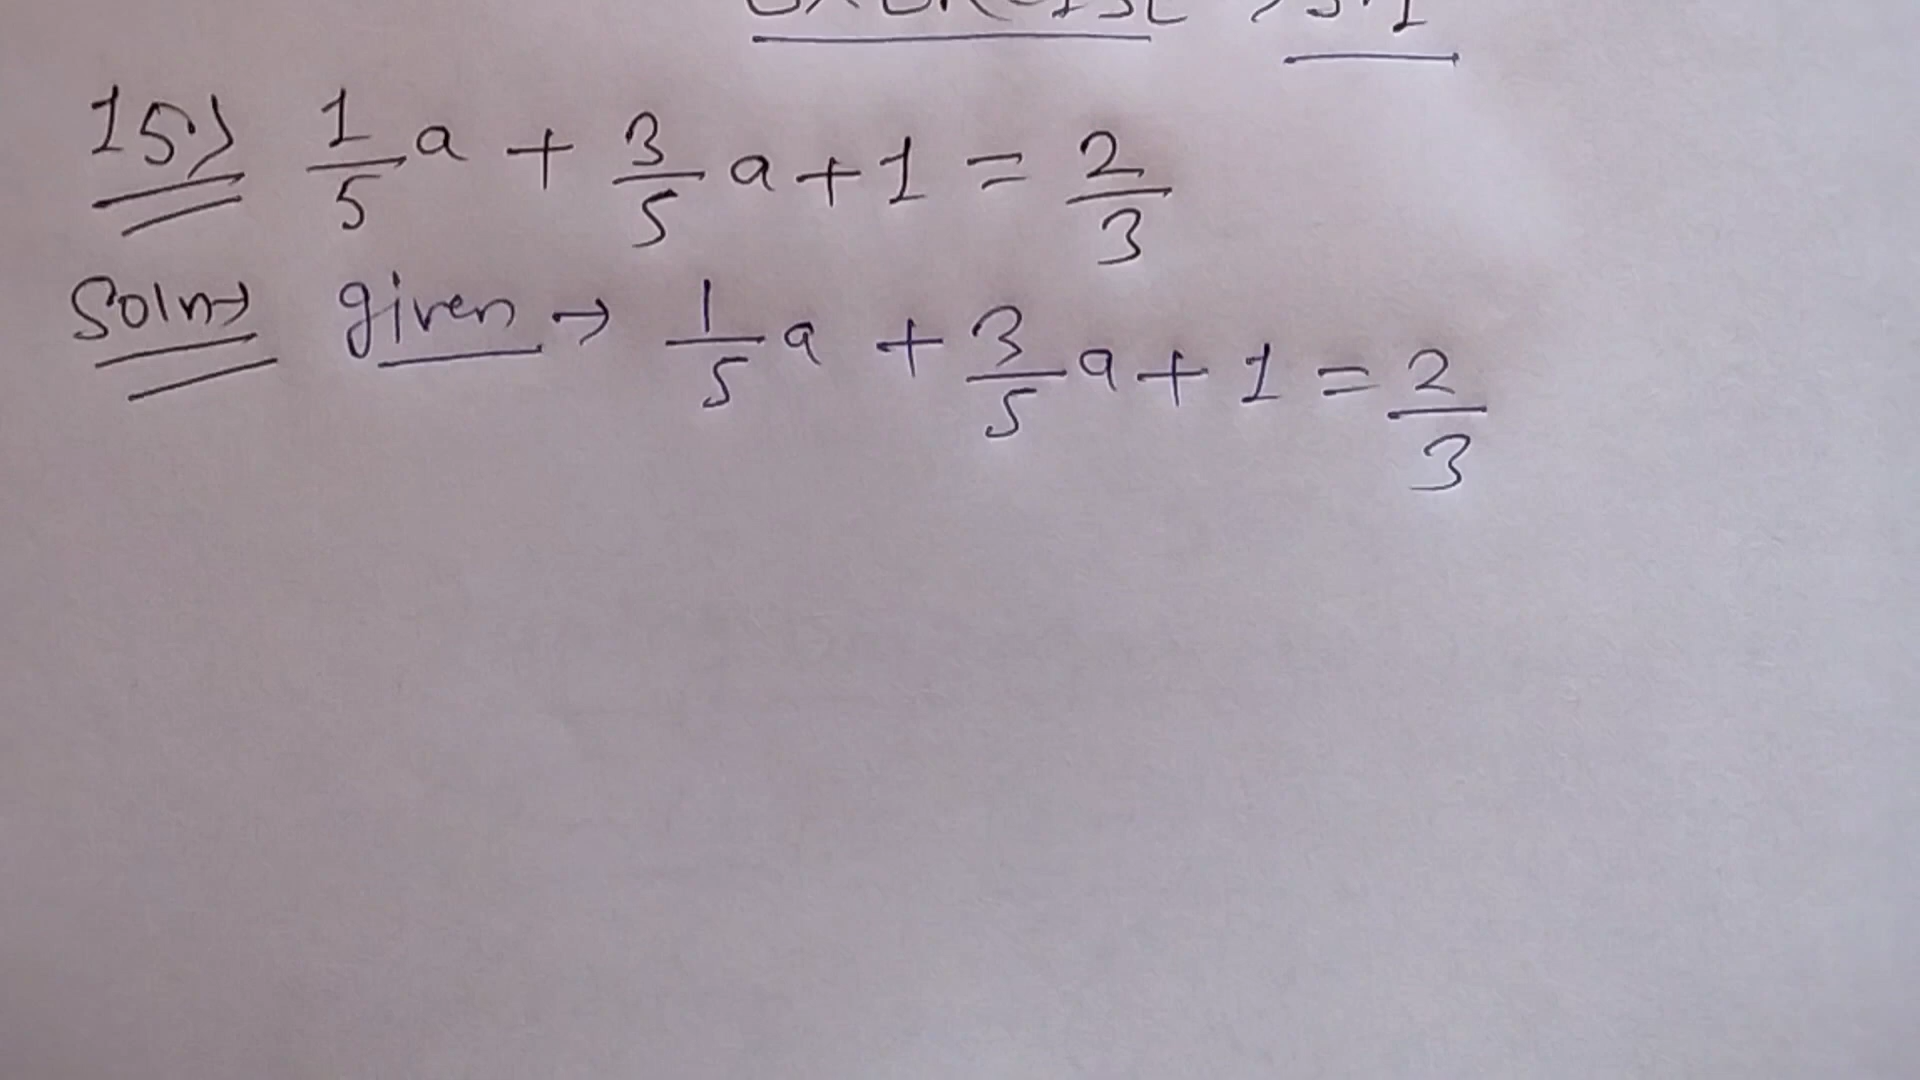 15.) 1/5 a + 3/5 a + 1 = 2/3
Soln→ given → 1/5 a + 3/5 a + 1 = 2/3